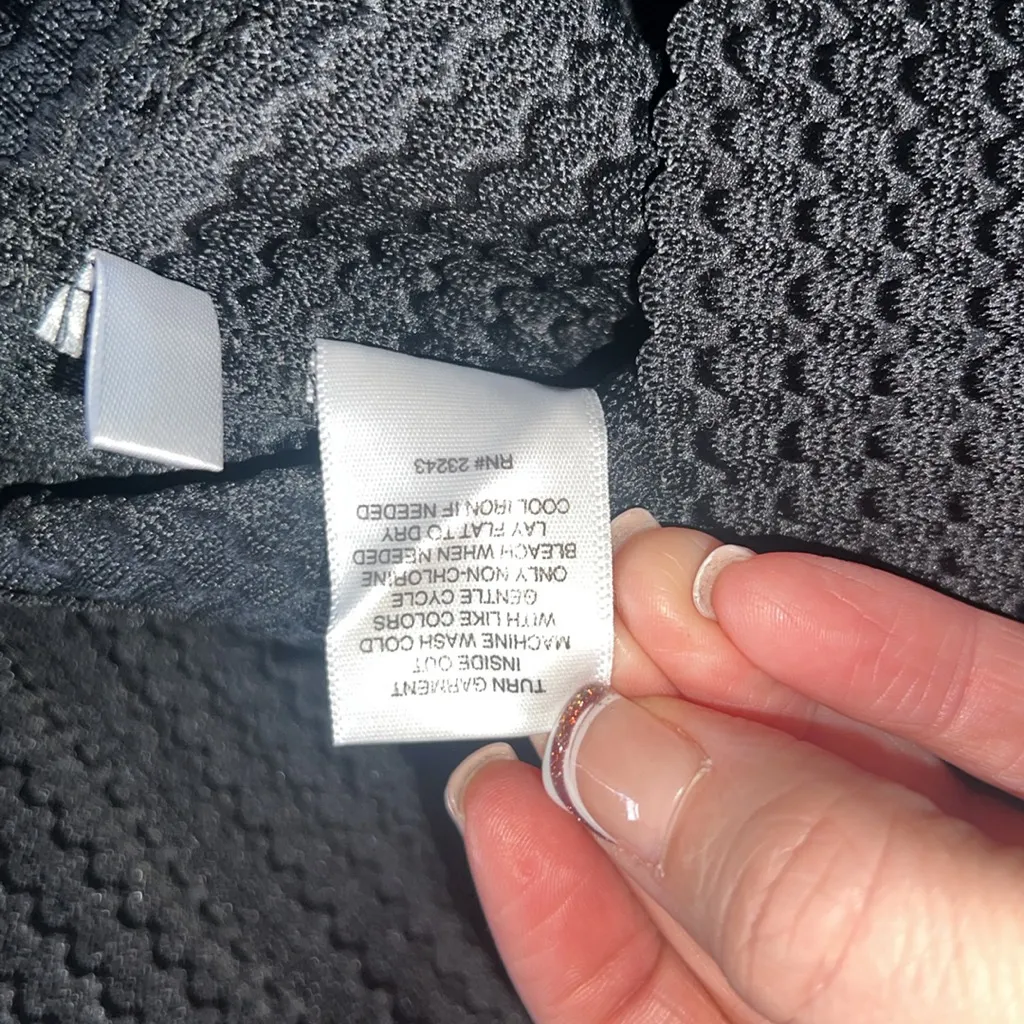 TURN GARMENT
INSIDE OUT
MACHINE WASH COLD
WITH LIKE COLORS
GENTLE CYCLE
ONLY NON-CHLORINE
BLEACH WHEN NEEDED
LAY FLAT TO DRY
COOL IRON IF NEEDED
RN# 23243